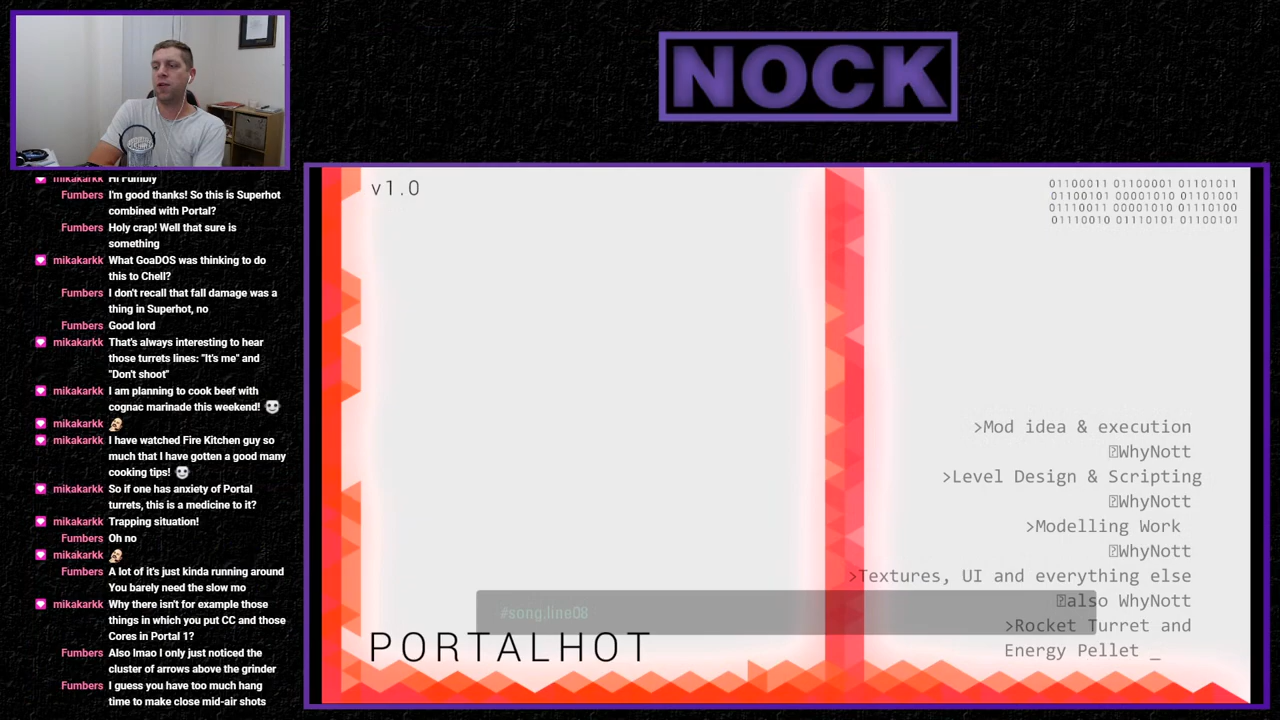 NOCK
mikakarkk Hi Fumbly
Fumbers I'm good thanks! So this is Superhot
combined with Portal?
Fumbers Holy crap! Well that sure is
something
mikakarkk What GoaDOS was thinking to do
this to Chell?
Fumbers I don't recall that fall damage was a
thing in Superhot, no
Fumbers Good lord
mikakarkk That's always interesting to hear
those turrets lines: "It's me" and
"Don't shoot"
mikakarkk I am planning to cook beef with
cognac marinade this weekend!
mikakarkk
mikakarkk I have watched Fire Kitchen guy so
much that I have gotten a good many
cooking tips!
mikakarkk So if one has anxiety of Portal
turrets, this is a medicine to it?
mikakarkk Trapping situation!
Fumbers Oh no
mikakarkk
Fumbers A lot of it's just kinda running around
You barely need the slow mo
mikakarkk Why there isn't for example those
things in which you put CC and those
Cores in Portal 1?
Fumbers Also lmao I only just noticed the
cluster of arrows above the grinder
Fumbers I guess you have too much hang
time to make close mid-air shots
v1.0
01100011 01100001 01101011
01100101 00001010 01101001
01110011 00001010 01110100
01110010 01110101 01100101
>Mod idea & execution
WhyNott
>Level Design & Scripting
WhyNott
>Modelling Work
WhyNott
>Textures, UI and everything else
also WhyNott
>Rocket Turret and
Energy Pellet _
#song.line08
PORTALHOT